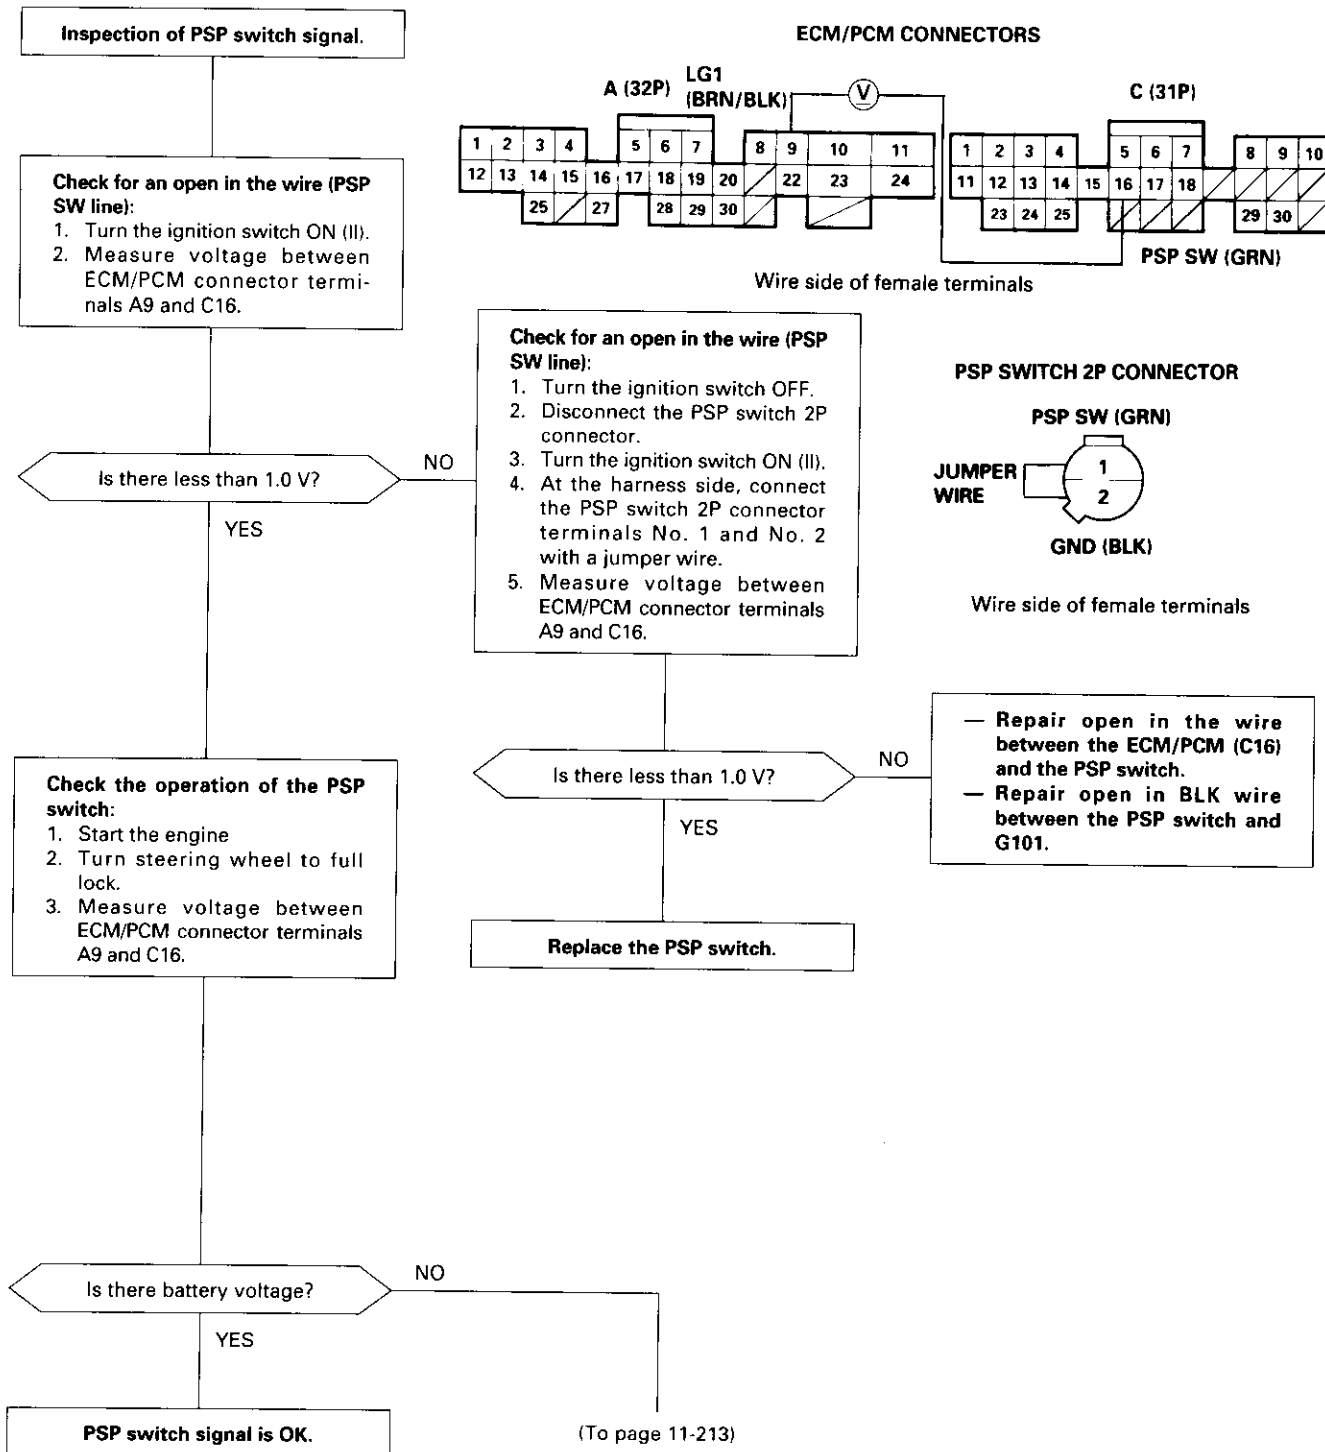 Inspection of PSP switch signal.
Check for an open in the wire (PSP
SW line):
1. Turn the ignition switch ON (II).
2. Measure voltage between
ECM/PCM connector termi-
nals A9 and C16.
Is there less than 1.0 V?
NO
YES
Check the operation of the PSP
switch:
1. Start the engine
2. Turn steering wheel to full
lock.
3. Measure voltage between
ECM/PCM connector terminals
A9 and C16.
Is there battery voltage?
NO
YES
PSP switch signal is OK.
(To page 11-213)
ECM/PCM CONNECTORS
A (32P)
LG1
(BRN/BLK)
V
C (31P)
1 2 3 4 5 6 7 8 9 10 11
12 13 14 15 16 17 18 19 20 22 23 24
25 27 28 29 30
1 2 3 4 5 6 7 8 9 10
11 12 13 14 15 16 17 18
23 24 25 29 30
PSP SW (GRN)
Wire side of female terminals
Check for an open in the wire (PSP
SW line):
1. Turn the ignition switch OFF.
2. Disconnect the PSP switch 2P
connector.
3. Turn the ignition switch ON (II).
4. At the harness side, connect
the PSP switch 2P connector
terminals No. 1 and No. 2
with a jumper wire.
5. Measure voltage between
ECM/PCM connector terminals
A9 and C16.
Is there less than 1.0 V?
NO
YES
Replace the PSP switch.
— Repair open in the wire
between the ECM/PCM (C16)
and the PSP switch.
— Repair open in BLK wire
between the PSP switch and
G101.
PSP SWITCH 2P CONNECTOR
PSP SW (GRN)
JUMPER
WIRE
1
2
GND (BLK)
Wire side of female terminals